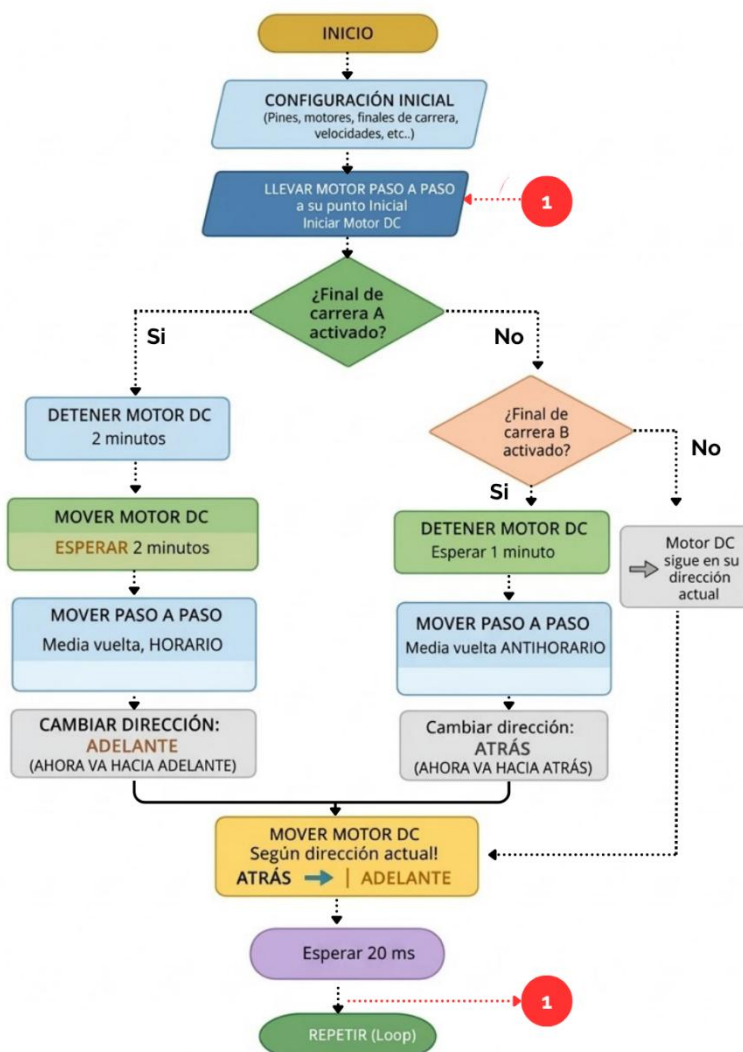 INICIO
CONFIGURACIÓN INICIAL
(Pines, motores, finales de carrera,
velocidades, etc..)
LLEVAR MOTOR PASO A PASO
a su punto Inicial
Iniciar Motor DC
1
¿Final de
carrera A
activado?
Si
No
DETENER MOTOR DC
2 minutos
¿Final de
carrera B
activado?
No
Si
MOVER MOTOR DC
ESPERAR 2 minutos
DETENER MOTOR DC
Esperar 1 minuto
Motor DC
sigue en su
dirección
actual
MOVER PASO A PASO
Media vuelta, HORARIO
MOVER PASO A PASO
Media vuelta ANTIHORARIO
CAMBIAR DIRECCIÓN:
ADELANTE
(AHORA VA HACIA ADELANTE)
Cambiar dirección:
ATRÁS
(AHORA VA HACIA ATRÁS)
MOVER MOTOR DC
Según dirección actual!
ATRÁS | ADELANTE
Esperar 20 ms
1
REPETIR (Loop)